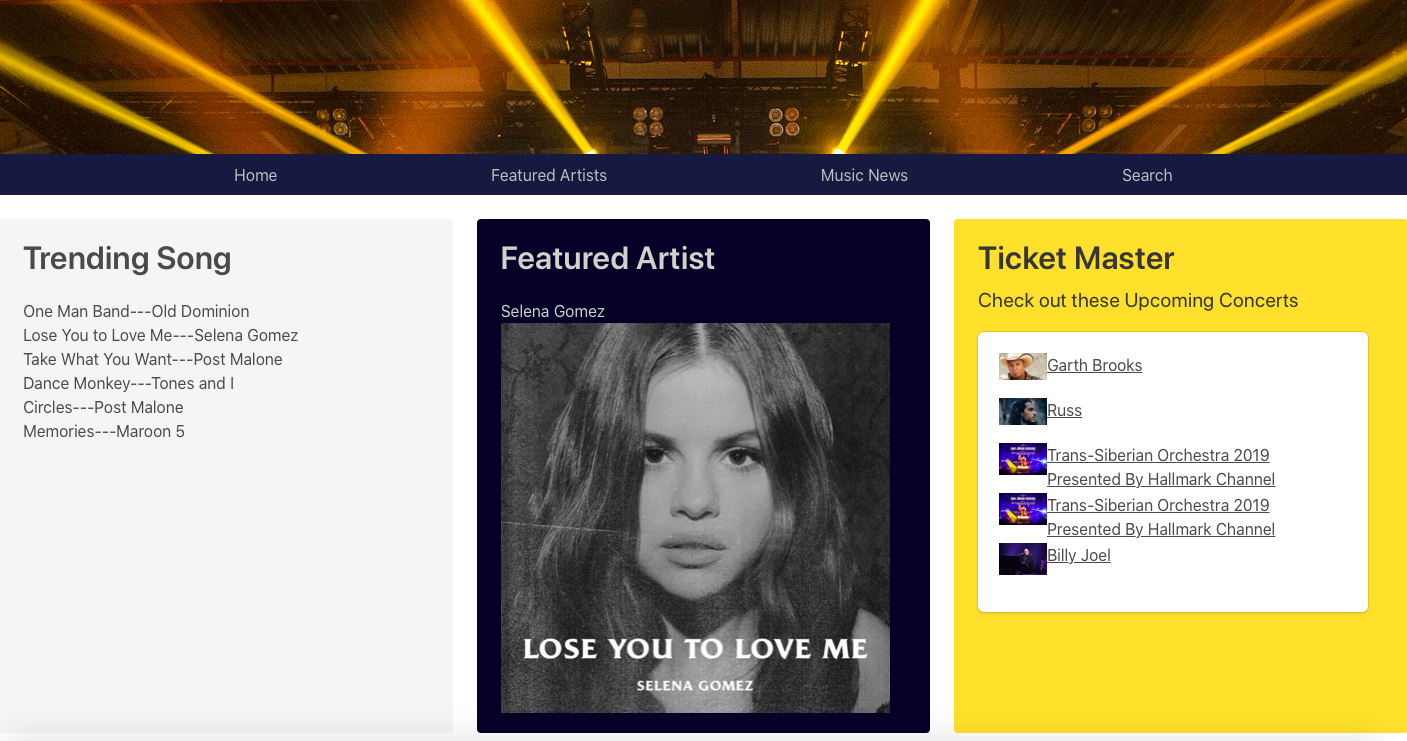 Home
Featured Artists
Music News
Search
Trending Song
One Man Band---Old Dominion
Lose You to Love Me---Selena Gomez
Take What You Want---Post Malone
Dance Monkey---Tones and I
Circles---Post Malone
Memories---Maroon 5
Featured Artist
Selena Gomez
LOSE YOU TO LOVE ME
SELENA GOMEZ
Ticket Master
Check out these Upcoming Concerts
Garth Brooks
Russ
Trans-Siberian Orchestra 2019
Presented By Hallmark Channel
Trans-Siberian Orchestra 2019
Presented By Hallmark Channel
Billy Joel